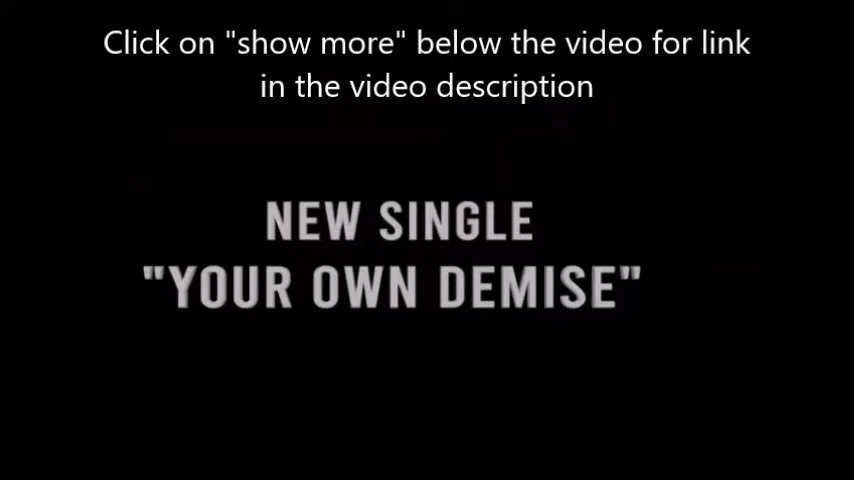 Click on "show more" below the video for link
in the video description
NEW SINGLE
"YOUR OWN DEMISE"